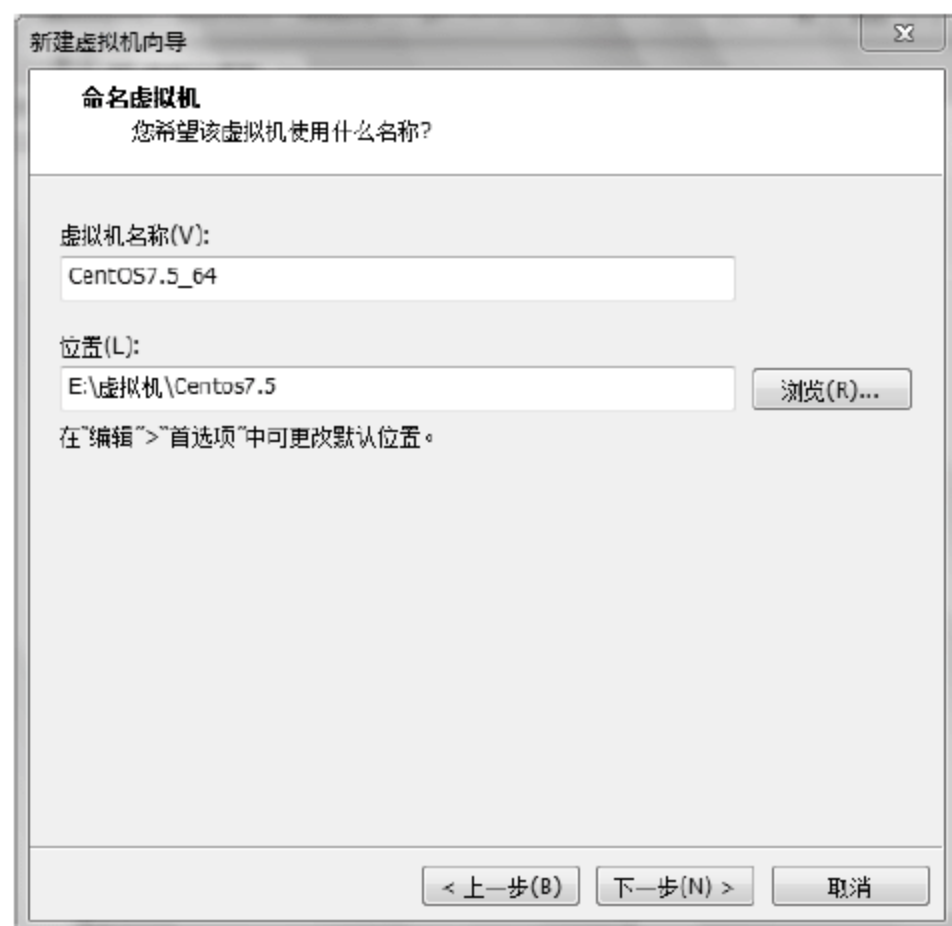 新建虚拟机向导
命名虚拟机
您希望该虚拟机使用什么名称?
虚拟机名称(V):
CentOS7.5_64
位置(L):
E:\虚拟机\Centos7.5
浏览(R)...
在"编辑">"首选项"中可更改默认位置。
< 上一步(B) 下一步(N) > 取消